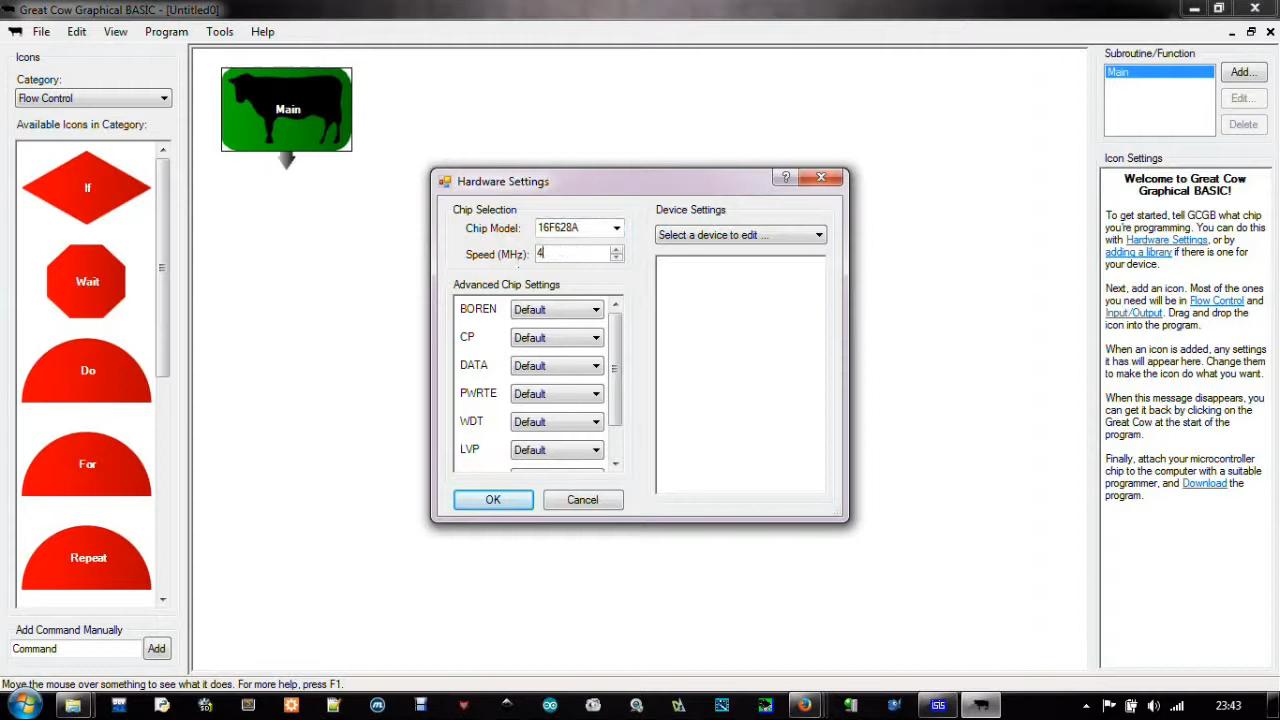 Great Cow Graphical BASIC - [Untitled0]
File Edit View Program Tools Help
Icons
Category:
Flow Control
Available Icons in Category:
If
Wait
Do
For
Repeat
Add Command Manually
Command Add
Main
Hardware Settings
Chip Selection
Chip Model: 16F628A
Speed (MHz): 4
Advanced Chip Settings
BOREN Default
CP Default
DATA Default
PWRTE Default
WDT Default
LVP Default
OK Cancel
Device Settings
Select a device to edit ...
Subroutine/Function
Main
Add...
Edit...
Delete
Icon Settings
Welcome to Great Cow
Graphical BASIC!
To get started, tell GCGB what chip
you're programming. You can do this
with Hardware Settings, or by
adding a library if there is one for
your device.
Next, add an icon. Most of the ones
you need will be in Flow Control and
Input/Output. Drag and drop the
icon into the program.
When an icon is added, any settings
it has will appear here. Change them
to make the icon do what you want.
When this message disappears, you
can get it back by clicking on the
Great Cow at the start of the
program.
Finally, attach your microcontroller
chip to the computer with a suitable
programmer, and Download the
program.
Move the mouse over something to see what it does. For more help, press F1.
23:43